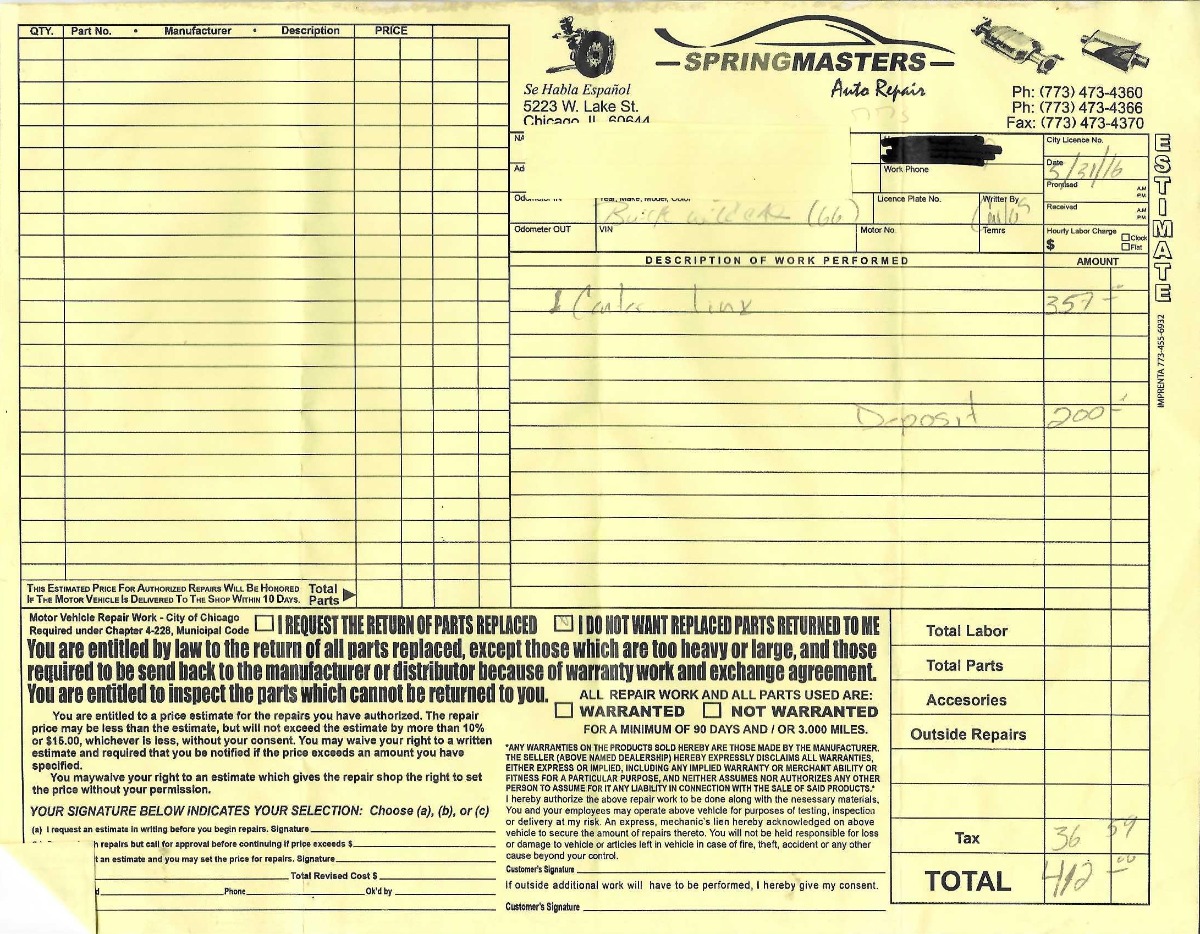 QTY. Part No. • Manufacturer • Description PRICE
THIS ESTIMATED PRICE FOR AUTHORIZED REPAIRS WILL BE HONORED
IF THE MOTOR VEHICLE IS DELIVERED TO THE SHOP WITHIN 10 DAYS.
Total
Parts
SPRINGMASTERS
Auto Repair
Se Habla Español
5223 W. Lake St.
Chicago, IL 60644
Ph: (773) 473-4360
Ph: (773) 473-4366
Fax: (773) 473-4370
ESTIMATE
IMPRENTA 773-455-6932
NA
Ad
Work Phone
City Licence No.
Date 5/31/16
Promised A.M. P.M.
Received A.M. P.M.
Odometer IN
Year, Make, Model, Color
Buick wildcat (66)
Licence Plate No.
Writter By
Odometer OUT
VIN
Motor No.
Temrs
Hourly Labor Charge
$
Clock
Flat
DESCRIPTION OF WORK PERFORMED AMOUNT
357
Deposit 200
Motor Vehicle Repair Work - City of Chicago
Required under Chapter 4-228, Municipal Code
I REQUEST THE RETURN OF PARTS REPLACED
I DO NOT WANT REPLACED PARTS RETURNED TO ME
You are entitled by law to the return of all parts replaced, except those which are too heavy or large, and those
required to be send back to the manufacturer or distributor because of warranty work and exchange agreement.
You are entitled to inspect the parts which cannot be returned to you.
You are entitled to a price estimate for the repairs you have authorized. The repair
price may be less than the estimate, but will not exceed the estimate by more than 10%
or $15.00, whichever is less, without your consent. You may waive your right to a written
estimate and required that you be notified if the price exceeds an amount you have
specified.
You maywaive your right to an estimate which gives the repair shop the right to set
the price without your permission.
YOUR SIGNATURE BELOW INDICATES YOUR SELECTION: Choose (a), (b), or (c)
(a) I request an estimate in writing before you begin repairs. Signature
repairs but call for approval before continuing if price exceeds $
t an estimate and you may set the price for repairs. Signature
Total Revised Cost $
Phone
Ok'd by
ALL REPAIR WORK AND ALL PARTS USED ARE:
WARRANTED NOT WARRANTED
FOR A MINIMUM OF 90 DAYS AND / OR 3.000 MILES.
*ANY WARRANTIES ON THE PRODUCTS SOLD HEREBY ARE THOSE MADE BY THE MANUFACTURER.
THE SELLER (ABOVE NAMED DEALERSHIP) HEREBY EXPRESSLY DISCLAIMS ALL WARRANTIES,
EITHER EXPRESS OR IMPLIED, INCLUDING ANY IMPLIED WARRANTY OR MERCHANT ABILITY OR
FITNESS FOR A PARTICULAR PURPOSE, AND NEITHER ASSUMES NOR AUTHORIZES ANY OTHER
PERSON TO ASSUME FOR IT ANY LIABILITY IN CONNECTION WITH THE SALE OF SAID PRODUCTS.*
I hereby authorize the above repair work to be done along with the necessary materials,
You and your employees may operate above vehicle for purposes of testing, inspection
or delivery at my risk. An express, mechanic's lien hereby acknowledged on above
vehicle to secure the amount of repairs thereto. You will not be held responsible for loss
or damage to vehicle or articles left in vehicle in case of fire, theft, accident or any other
cause beyond your control.
Customer's Signature
If outside additional work will have to be performed, I hereby give my consent.
Customer's Signature
Total Labor
Total Parts
Accesories
Outside Repairs
Tax 36 59
TOTAL 412 00